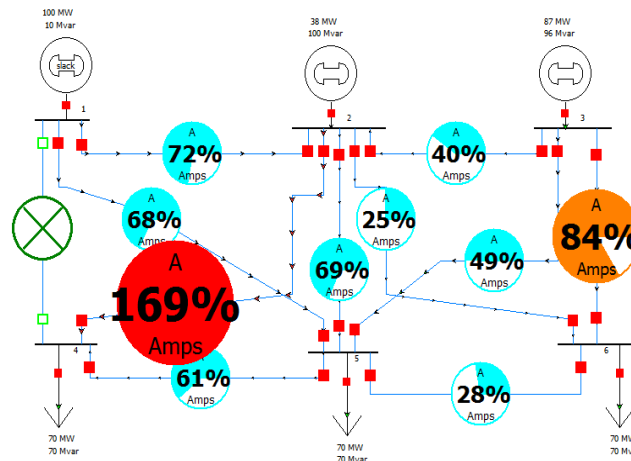 100 MW
10 Mvar
38 MW
100 Mvar
87 MW
96 Mvar
slack
1
2
3
A
72%
Amps
A
40%
Amps
A
68%
A
25%
Amps
A
84%
Amps
A
49%
Amps
A
69%
Amps
A
169%
Amps
4
5
6
A
61%
Amps
A
28%
Amps
70 MW
70 Mvar
70 MW
70 Mvar
70 MW
70 Mva